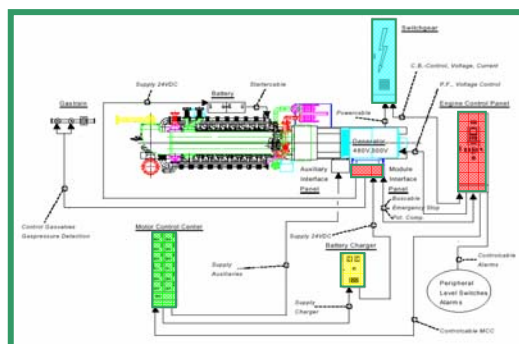 Switchgear
C.B.-Control, Voltage, Current
Supply 24VDC
Battery
Startercable
P.F., Voltage Control
Gastrain
Powercable
Engine Control Panel
Generator
480V,600V
Auxiliary
Interface
Panel
Module
Interface
Panel
Buscable
Emergency Stop
Pot. Comp.
Control Gasvalves
Gaspressure Detection
Supply 24VDC
Motor Control Center
Battery Charger
Controlcable
Alarms
Supply
Auxiliaries
Peripheral
Level Switches
Alarms
Supply
Charger
Controlcable MCC